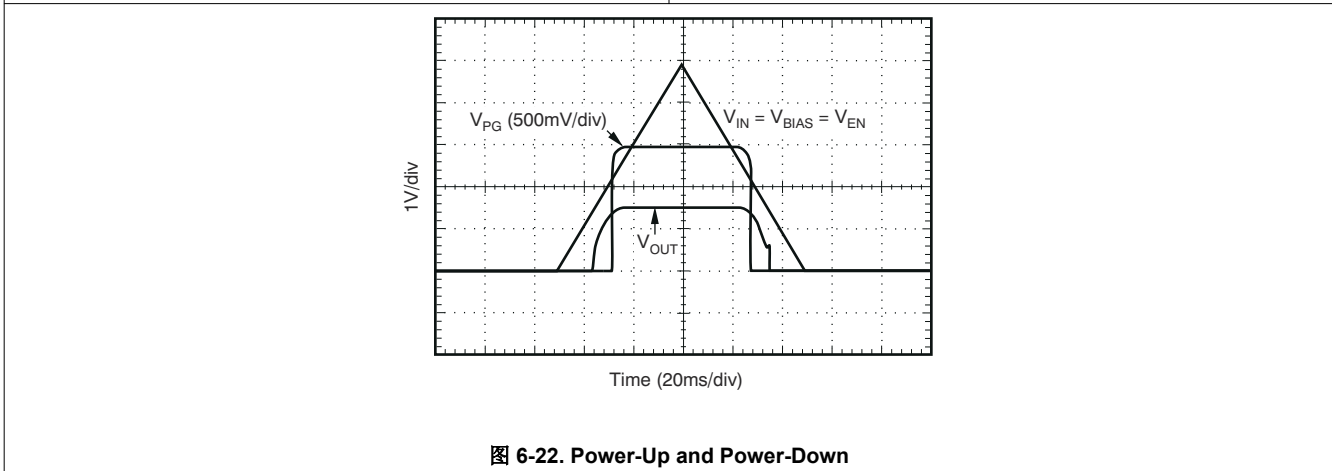 V_PG (500mV/div)
V_IN = V_BIAS = V_EN
1V/div
V_OUT
Time (20ms/div)
图 6-22. Power-Up and Power-Down